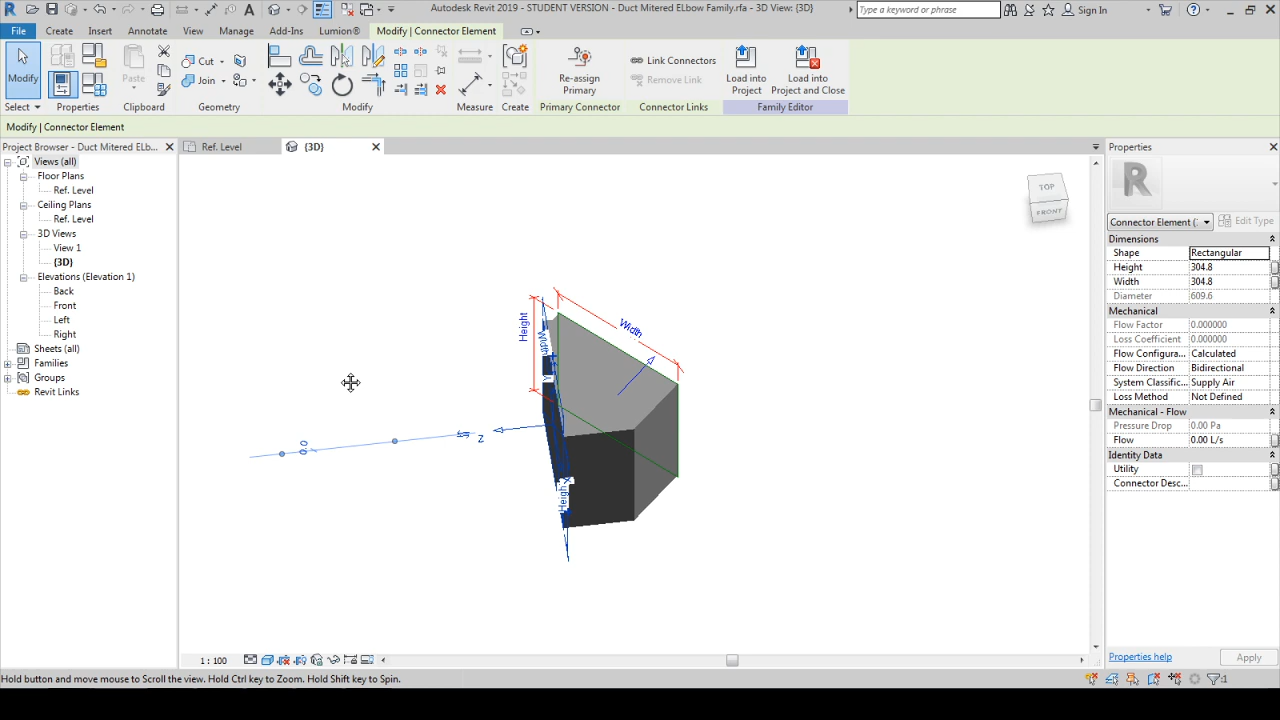 Autodesk Revit 2019 - STUDENT VERSION - Duct Mitered ELbow Family.rfa - 3D View: {3D}
Type a keyword or phrase
Sign In
File Create Insert Annotate View Manage Add-Ins Lumion® Modify | Connector Element
Modify
Paste
Cut
Join
Re-assign Primary
Link Connectors
Remove Link
Load into Project
Load into Project and Close
Select Properties Clipboard Geometry Modify Measure Create Primary Connector Connector Links Family Editor
Modify | Connector Element
Project Browser - Duct Mitered ELb...
Ref. Level
{3D}
Properties
Views (all)
Floor Plans
Ref. Level
Ceiling Plans
Ref. Level
3D Views
View 1
{3D}
Elevations (Elevation 1)
Back
Front
Left
Right
Sheets (all)
Families
Groups
Revit Links
TOP
FRONT
Height
Width
Width
Y
Z
0.0
Heigh
Connector Element (:
Edit Type
Dimensions
Shape Rectangular
Height 304.8
Width 304.8
Diameter 609.6
Mechanical
Flow Factor 0.000000
Loss Coefficient 0.000000
Flow Configura... Calculated
Flow Direction Bidirectional
System Classific... Supply Air
Loss Method Not Defined
Mechanical - Flow
Pressure Drop 0.00 Pa
Flow 0.00 L/s
Identity Data
Utility
Connector Desc...
Properties help
Apply
1 : 100
Hold button and move mouse to Scroll the view. Hold Ctrl key to Zoom. Hold Shift key to Spin.
:1